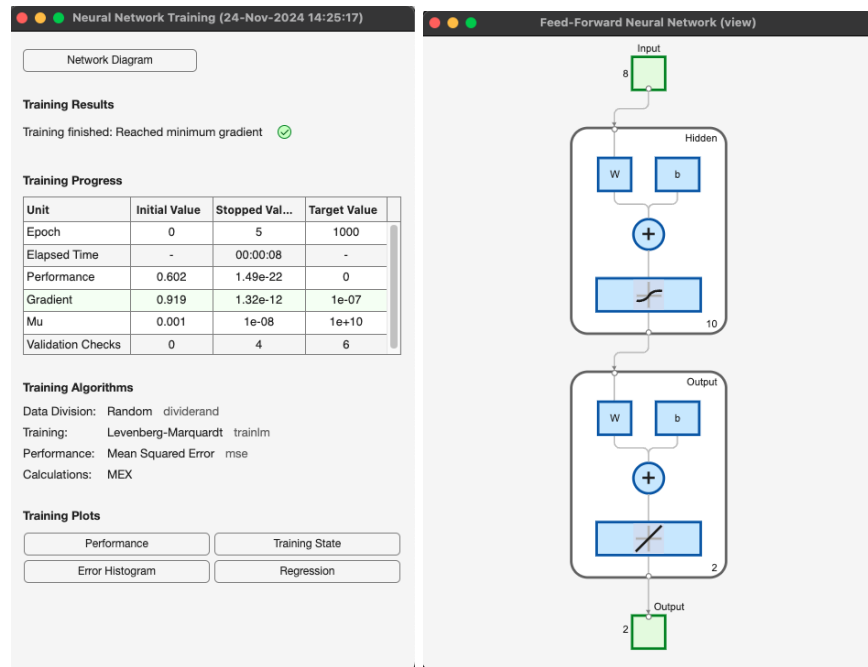 Neural Network Training (24-Nov-2024 14:25:17)
Network Diagram
Training Results
Training finished: Reached minimum gradient
Training Progress
Unit Initial Value Stopped Val... Target Value
Epoch 0 5 1000
Elapsed Time - 00:00:08 -
Performance 0.602 1.49e-22 0
Gradient 0.919 1.32e-12 1e-07
Mu 0.001 1e-08 1e+10
Validation Checks 0 4 6
Training Algorithms
Data Division: Random dividerand
Training: Levenberg-Marquardt trainlm
Performance: Mean Squared Error mse
Calculations: MEX
Training Plots
Performance Training State
Error Histogram Regression
Feed-Forward Neural Network (view)
Input
8
Hidden
W b
+
10
Output
W b
+
2
Output
2